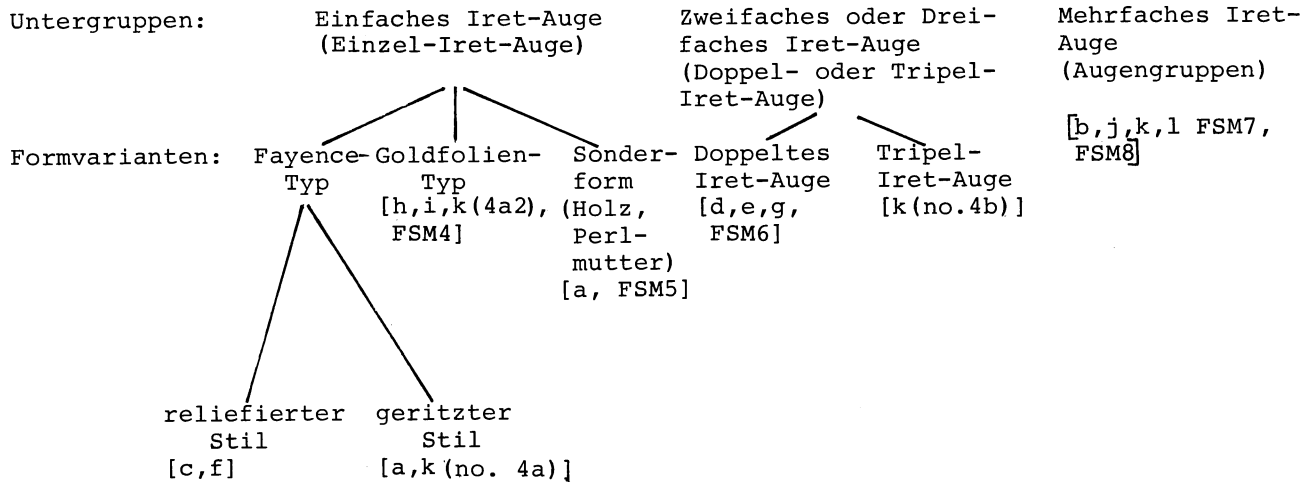 Untergruppen:
Einfaches Iret-Auge
(Einzel-Iret-Auge)
Zweifaches oder Drei-
faches Iret-Auge
(Doppel- oder Tripel-
Iret-Auge)
Mehrfaches Iret-
Auge
(Augengruppen)
[b,j,k,l FSM7,
FSM8]
Formvarianten:
Fayence-
Typ
Goldfolien-
Typ
[h,i,k(4a2),
FSM4]
Sonder-
form
(Holz,
Perl-
mutter)
[a, FSM5]
Doppeltes
Iret-Auge
[d,e,g,
FSM6]
Tripel-
Iret-Auge
[k(no.4b)]
reliefierter
Stil
[c,f]
geritzter
Stil
[a,k(no. 4a)]